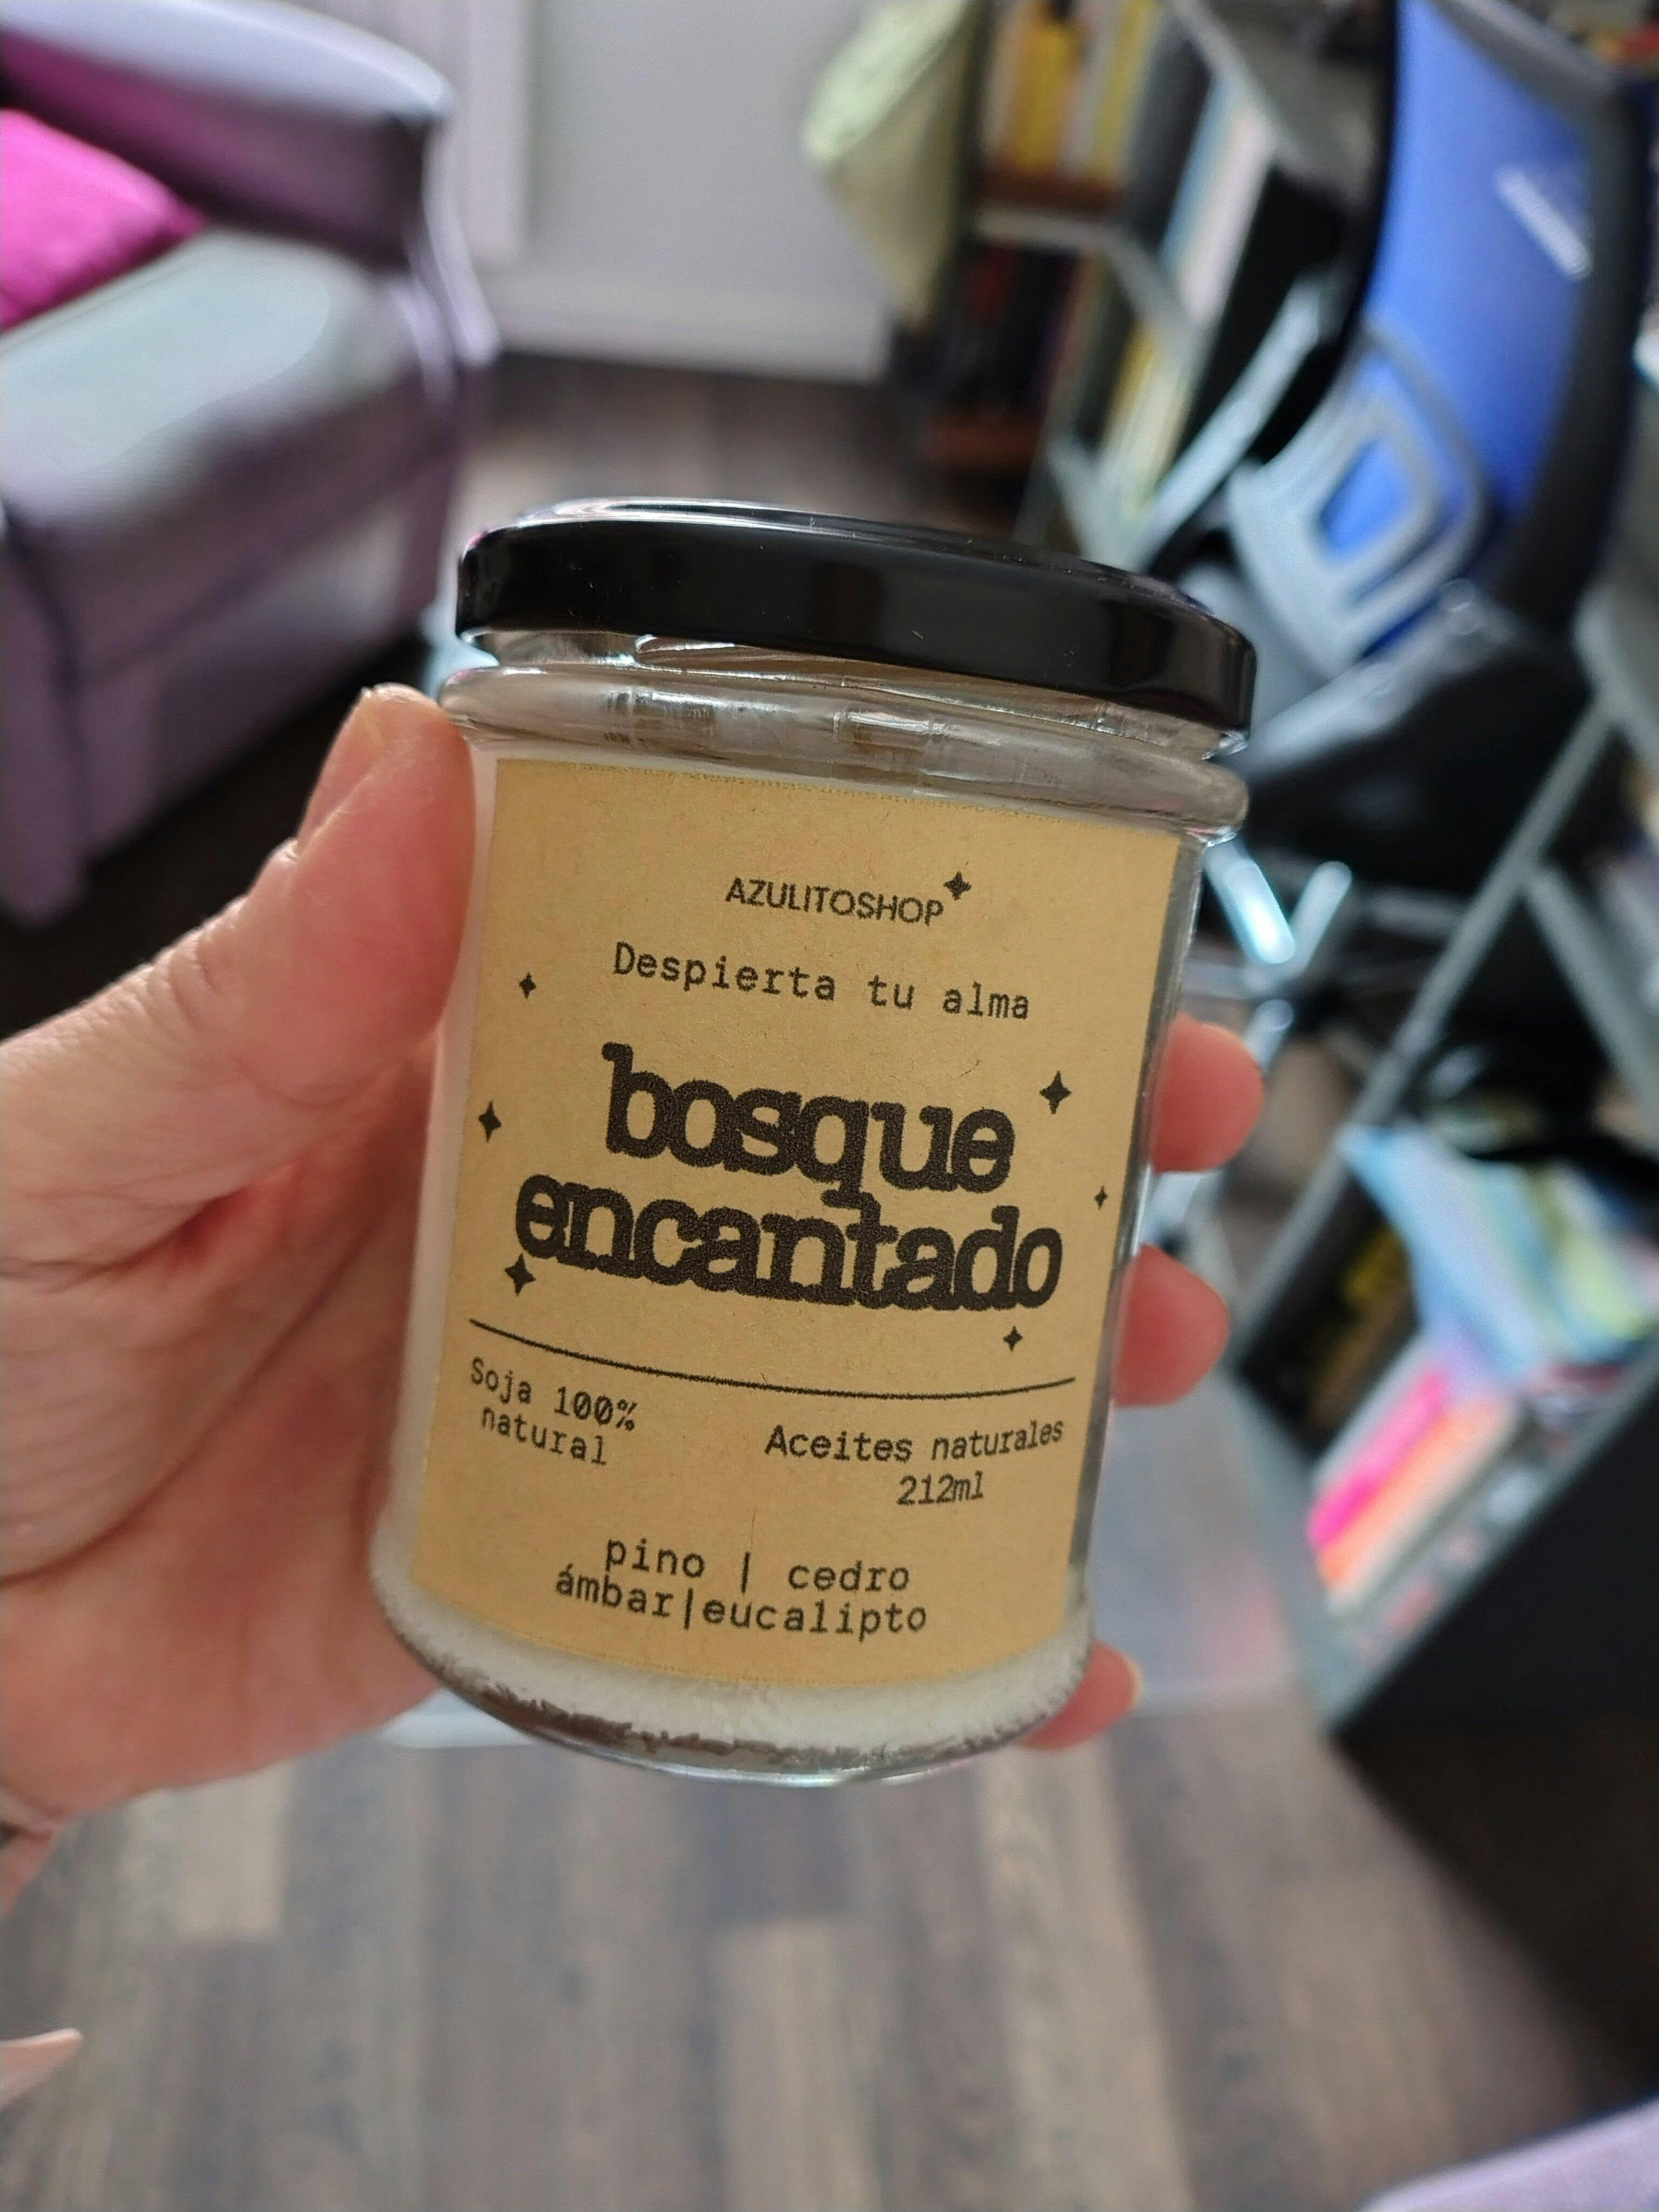 AZULITOSHOP
Despierta tu alma
bosque
encantado
Soja 100%
natural
Aceites naturales
212ml
pino | cedro
ámbar|eucalipto